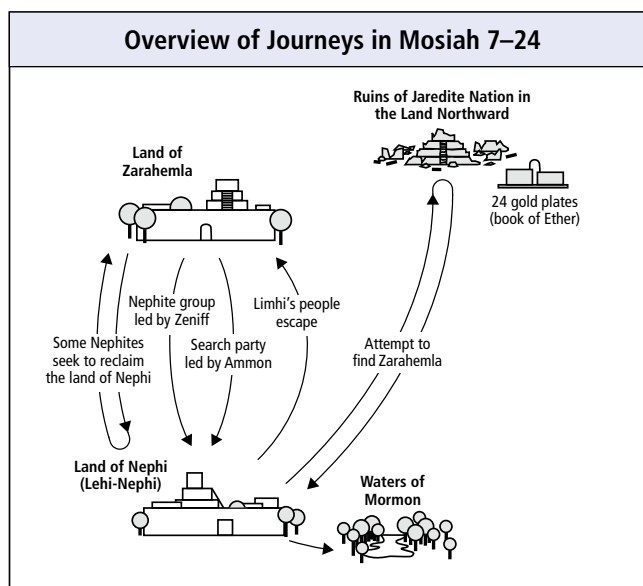 Overview of Journeys in Mosiah 7–24
Ruins of Jaredite Nation in
the Land Northward
Land of
Zarahemla
24 gold plates
(book of Ether)
Nephite group
led by Zeniff
Limhi’s people
escape
Some Nephites
seek to reclaim
the land of Nephi
Search party
led by Ammon
Attempt to
find Zarahemla
Land of Nephi
(Lehi-Nephi)
Waters of
Mormon